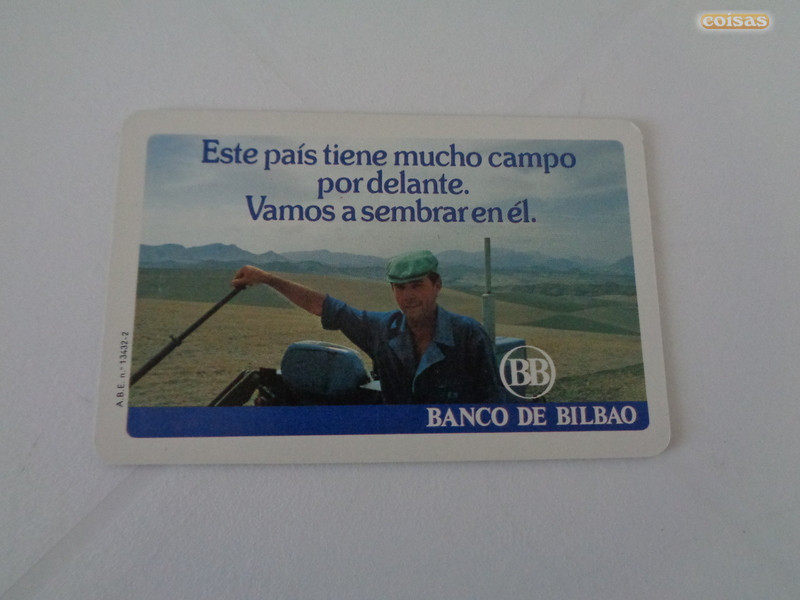 coisas
Este país tiene mucho campo
por delante.
Vamos a sembrar en él.
A.B.E. n.º 13432-2
BB
BANCO DE BILBAO